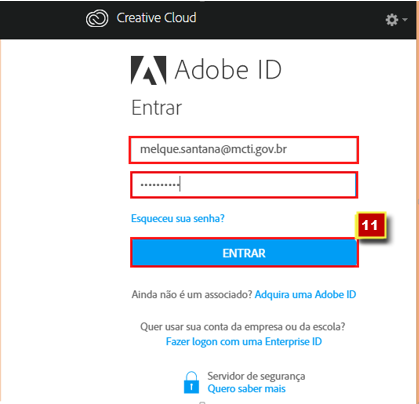 Creative Cloud
Adobe ID
Entrar
melque.santana@mcti.gov.br
••••••••••
Esqueceu sua senha?
11
ENTRAR
Ainda não é um associado? Adquira uma Adobe ID
Quer usar sua conta da empresa ou da escola?
Fazer logon com uma Enterprise ID
Servidor de segurança
Quero saber mais